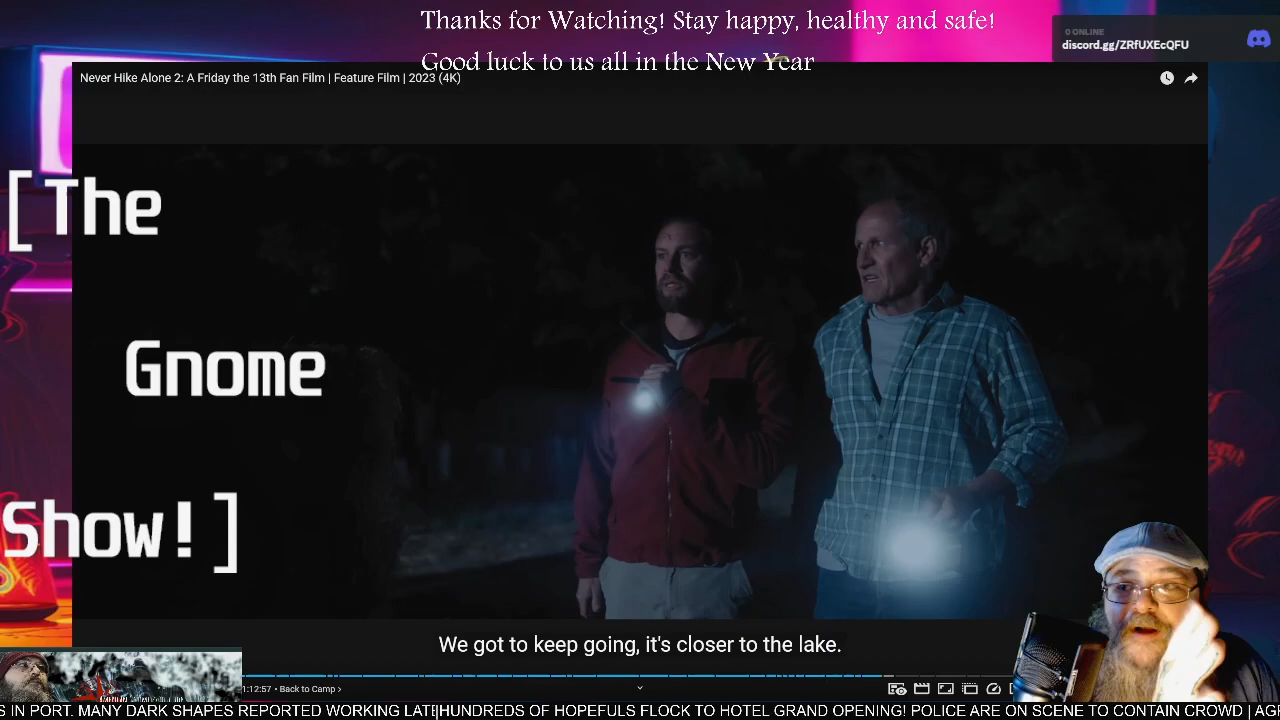 Thanks for Watching! Stay happy, healthy and safe!
Good luck to us all in the New Year
0 ONLINE
discord.gg/ZRfUXEcQFU
Never Hike Alone 2: A Friday the 13th Fan Film | Feature Film | 2023 (4K)
[The
Gnome
Show!]
We got to keep going, it's closer to the lake.
1:12:57 • Back to Camp ›
S IN PORT. MANY DARK SHAPES REPORTED WORKING LATE|HUNDREDS OF HOPEFULS FLOCK TO HOTEL GRAND OPENING! POLICE ARE ON SCENE TO CONTAIN CROWD | AG